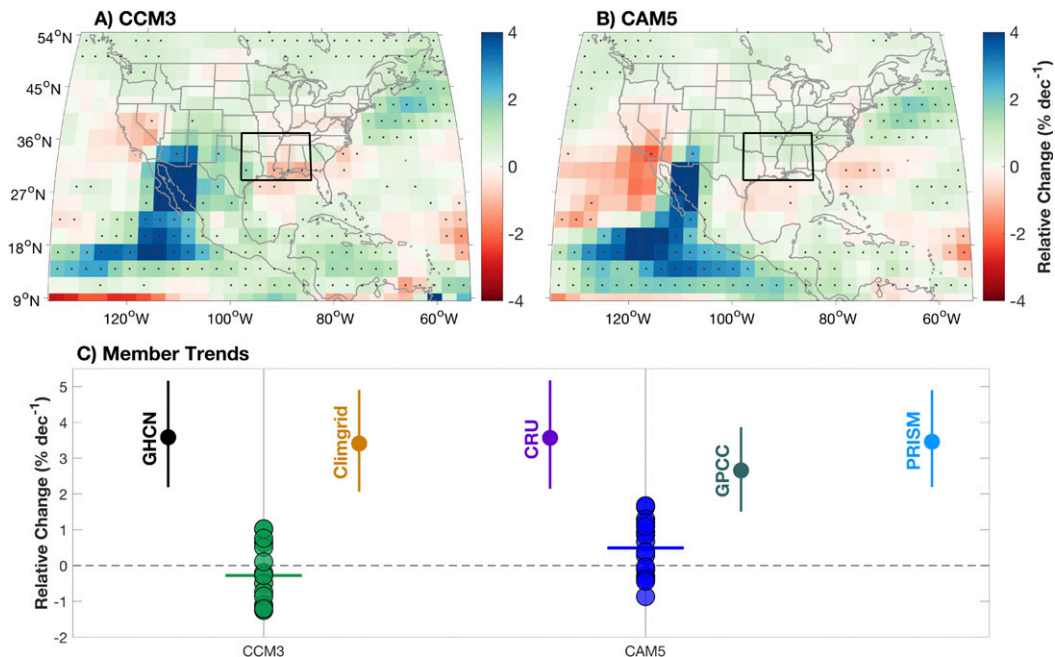 A) CCM3
B) CAM5
54°N
45°N
36°N
27°N
18°N
9°N
120°W
100°W
80°W
60°W
4
2
0
-2
-4
120°W
100°W
80°W
60°W
4
2
0
-2
-4
Relative Change (% dec⁻¹)
C) Member Trends
Relative Change (% dec⁻¹)
5
4
3
2
1
0
-1
-2
GHCN
Climgrid
CRU
GPCC
PRISM
CCM3
CAM5